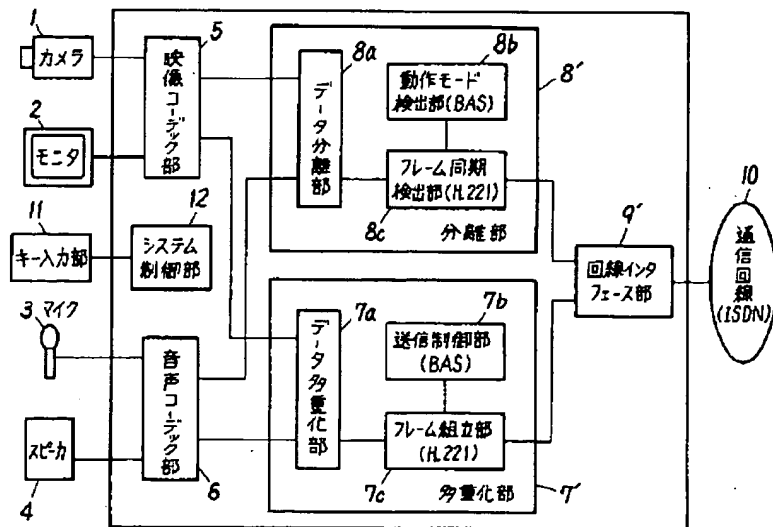 1
カメラ
2
モニタ
11
キー入力部
12
システム
制御部
3 マイク
スピーカ
4
5
映像コーデック部
音声コーデック部
6
8a
データ分離部
8b
動作モード
検出部(BAS)
フレーム同期
検出部(H.221)
8c
分離部
8′
7a
データ多重化部
7b
送信制御部
(BAS)
フレーム組立部
(H.221)
7c
多重化部
7′
9′
回線インタ
フェース部
10
通信回線
(ISDN)